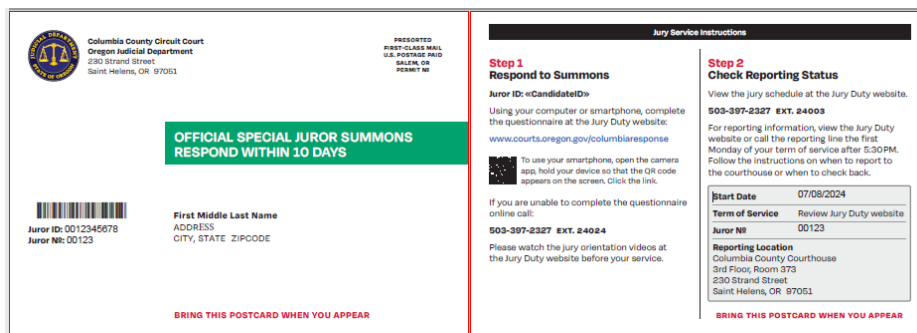 JUDICIAL DEPARTMENT
STATE OF OREGON
Columbia County Circuit Court
Oregon Judicial Department
230 Strand Street
Saint Helens, OR  97051
PRESORTED
FIRST-CLASS MAIL
U.S. POSTAGE PAID
SALEM, OR
PERMIT №
OFFICIAL SPECIAL JUROR SUMMONS
RESPOND WITHIN 10 DAYS
Juror ID: 0012345678
Juror №: 00123
First Middle Last Name
ADDRESS
CITY, STATE  ZIPCODE
BRING THIS POSTCARD WHEN YOU APPEAR
Jury Service Instructions
Step 1
Respond to Summons
Juror ID: «CandidateID»
Using your computer or smartphone, complete
the questionnaire at the Jury Duty website:
www.courts.oregon.gov/columbiaresponse
To use your smartphone, open the camera
app, hold your device so that the QR code
appears on the screen. Click the link.
If you are unable to complete the questionnaire
online call:
503-397-2327  EXT. 24024
Please watch the jury orientation videos at
the Jury Duty website before your service.
Step 2
Check Reporting Status
View the jury schedule at the Jury Duty website.
503-397-2327  EXT. 24003
For reporting information, view the Jury Duty
website or call the reporting line the first
Monday of your term of service after 5:30PM.
Follow the instructions on when to report to
the courthouse or when to check back.
Start Date 07/08/2024
Term of Service Review Jury Duty website
Juror № 00123
Reporting Location
Columbia County Courthouse
3rd Floor, Room 373
230 Strand Street
Saint Helens, OR  97051
BRING THIS POSTCARD WHEN YOU APPEAR